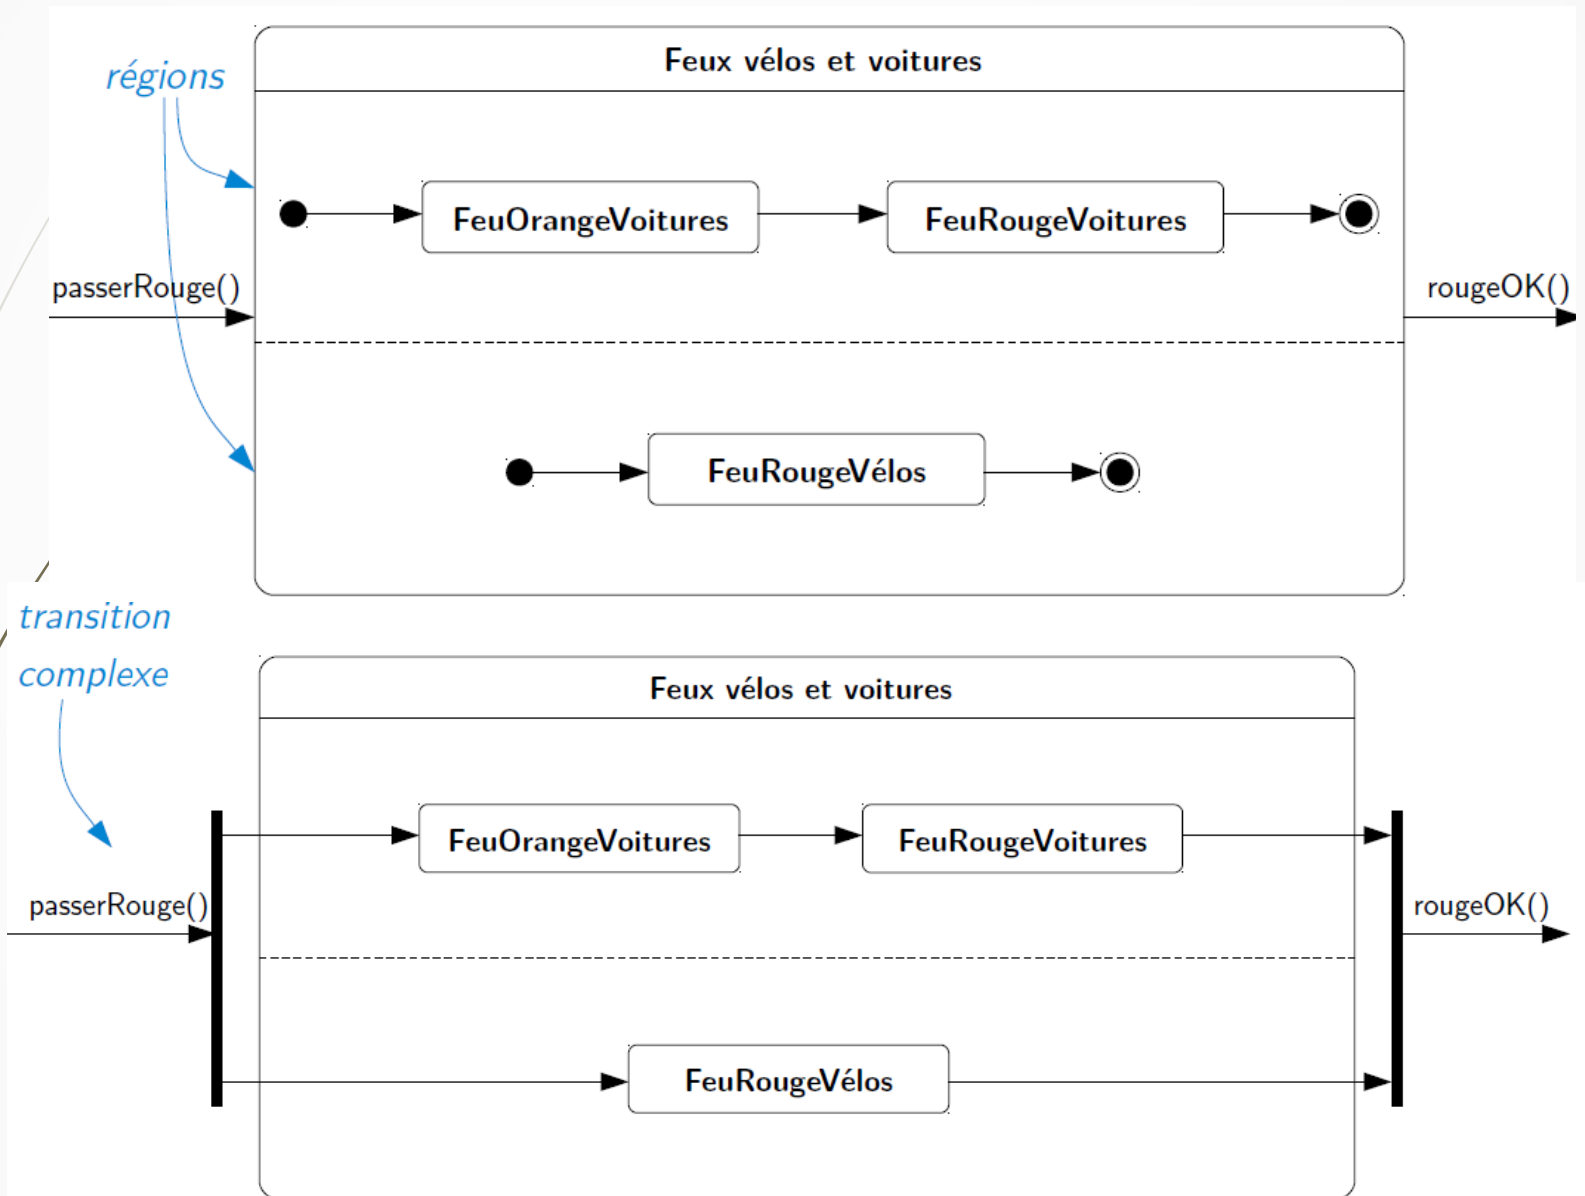 Feux vélos et voitures
régions
FeuOrangeVoitures
FeuRougeVoitures
passerRouge()
rougeOK()
FeuRougeVélos
transition
complexe
Feux vélos et voitures
FeuOrangeVoitures
FeuRougeVoitures
passerRouge()
rougeOK()
FeuRougeVélos